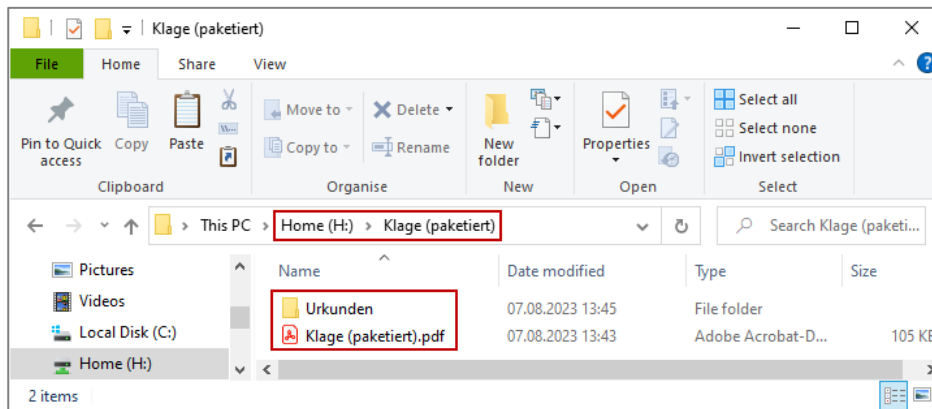 Klage (paketiert)
File Home Share View
Pin to Quick access
Copy
Paste
W...
Clipboard
Move to
Copy to
Delete
Rename
Organise
New folder
New
Properties
Open
Select all
Select none
Invert selection
Select
This PC > Home (H:) > Klage (paketiert)
Search Klage (paketi...
Pictures
Videos
Local Disk (C:)
Home (H:)
Name Date modified Type Size
Urkunden 07.08.2023 13:45 File folder
Klage (paketiert).pdf 07.08.2023 13:43 Adobe Acrobat-D... 105
2 items